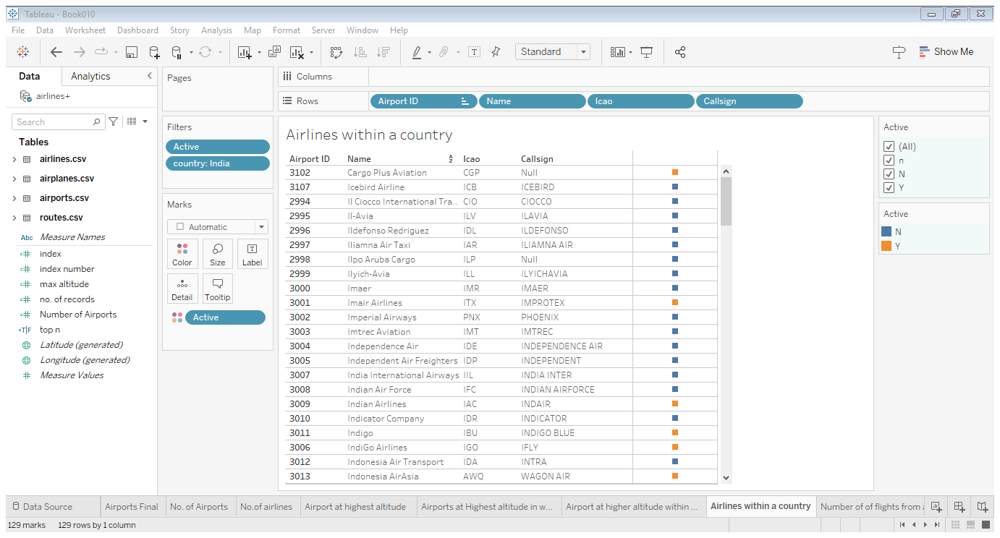 Tableau - Book010
File Data Worksheet Dashboard Story Analysis Map Format Server Window Help
Standard
Show Me
Data Analytics
airlines+
Search
Tables
airlines.csv
airplanes.csv
airports.csv
routes.csv
Abc Measure Names
index
index number
max altitude
no. of records
Number of Airports
T|F top n
Latitude (generated)
Longitude (generated)
Measure Values
Pages
Filters
Active
country: India
Marks
Automatic
Color Size Label
Detail Tooltip
Active
Columns
Rows Airport ID Name Icao Callsign
Airlines within a country
Airport ID Name Icao Callsign
3102 Cargo Plus Aviation CGP Null
3107 Icebird Airline ICB ICEBIRD
2994 Il Ciocco International Tra.. CIO CIOCCO
2995 Il-Avia ILV ILAVIA
2996 Ildefonso Redriguez IDL ILDEFONSO
2997 Iliamna Air Taxi IAR ILIAMNA AIR
2998 Ilpo Aruba Cargo ILP Null
2999 Ilyich-Avia ILL ILYICHAVIA
3000 Imaer IMR IMAER
3001 Imair Airlines ITX IMPROTEX
3002 Imperial Airways PNX PHOENIX
3003 Imtrec Aviation IMT IMTREC
3004 Independence Air IDE INDEPENDENCE AIR
3005 Independent Air Freighters IDP INDEPENDENT
3007 India International Airways IIL INDIA INTER
3008 Indian Air Force IFC INDIAN AIRFORCE
3009 Indian Airlines IAC INDAIR
3010 Indicator Company IDR INDICATOR
3011 Indigo IBU INDIGO BLUE
3006 IndiGo Airlines IGO IFLY
3012 Indonesia Air Transport IDA INTRA
3013 Indonesia AirAsia AWQ WAGON AIR
Active
(All)
n
N
Y
Active
N
Y
Data Source Airports Final No. of Airports No.of airlines Airport at highest altitude Airports at Highest altitude in w... Airport at higher altitude within ... Airlines within a country Number of of flights from a
129 marks 129 rows by 1 column